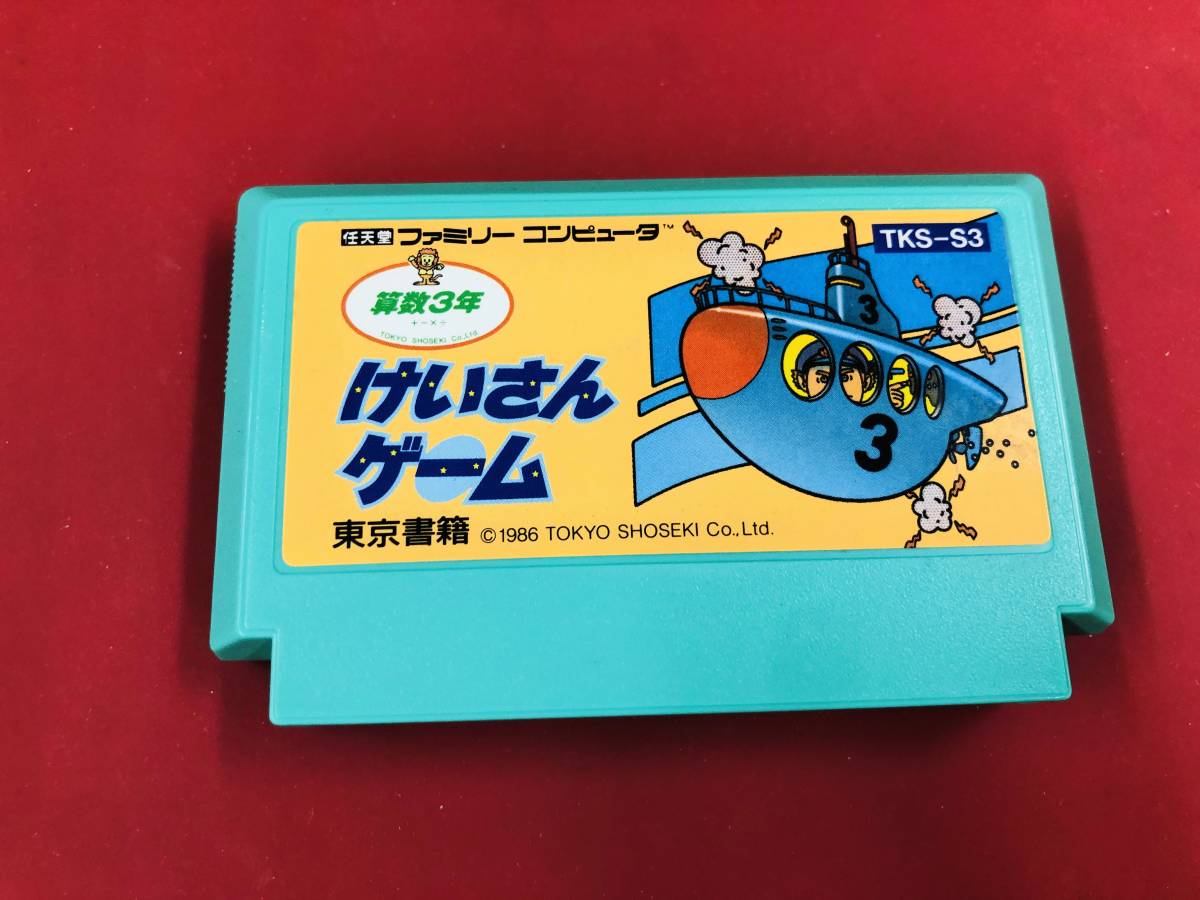 任天堂 ファミリー コンピュータ™
TKS-S3
算数3年
+-×÷
TOKYO SHOSEKI Co.,Ltd.
けいさん
ゲーム
東京書籍 ©1986 TOKYO SHOSEKI Co.,Ltd.
3
3